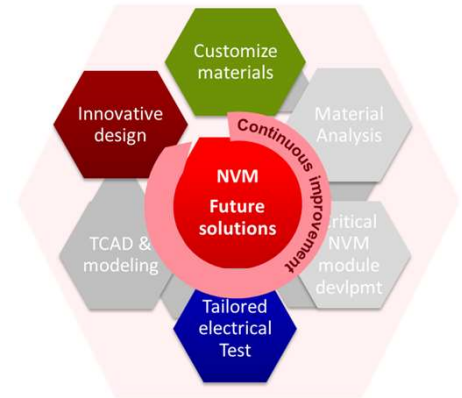 Customize
materials
Innovative
design
Material
Analysis
Continuous improvement
NVM
Future
solutions
TCAD &
modeling
Critical
NVM
module
devlpmt
Tailored
electrical
Test